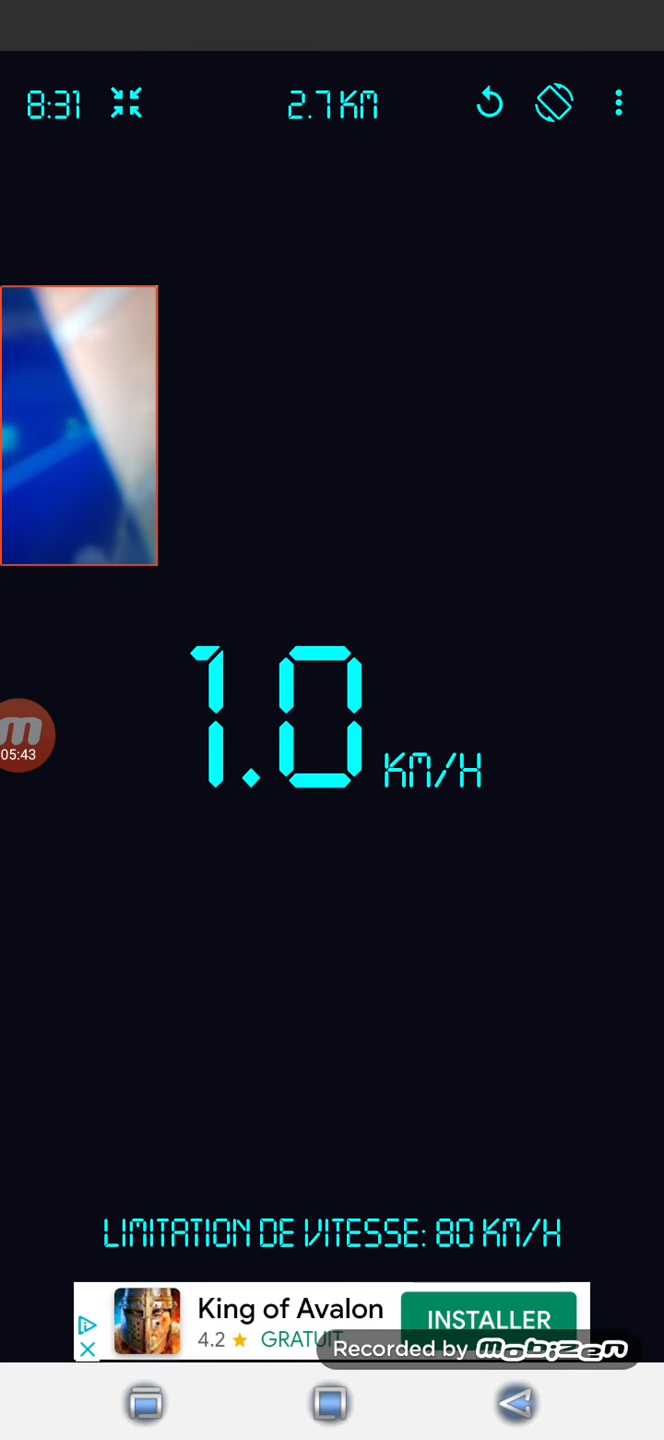 8:31 2.7 KM
1.0 KM/H
m
05:43
LIMITATION DE VITESSE: 80 KM/H
King of Avalon
4.2 ★ GRATUIT
INSTALLER
Recorded by mobizen